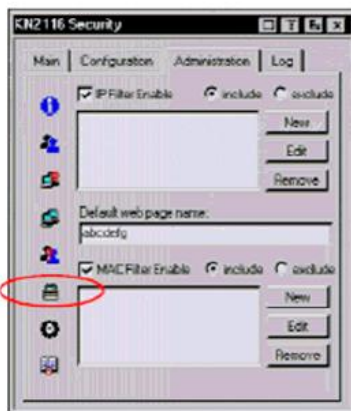 KN2116 Security
Main Configuration Administration Log
IP Filter Enable include exclude
New
Edit
Remove
Default web page name:
abcdefg
MAC Filter Enable include exclude
New
Edit
Remove